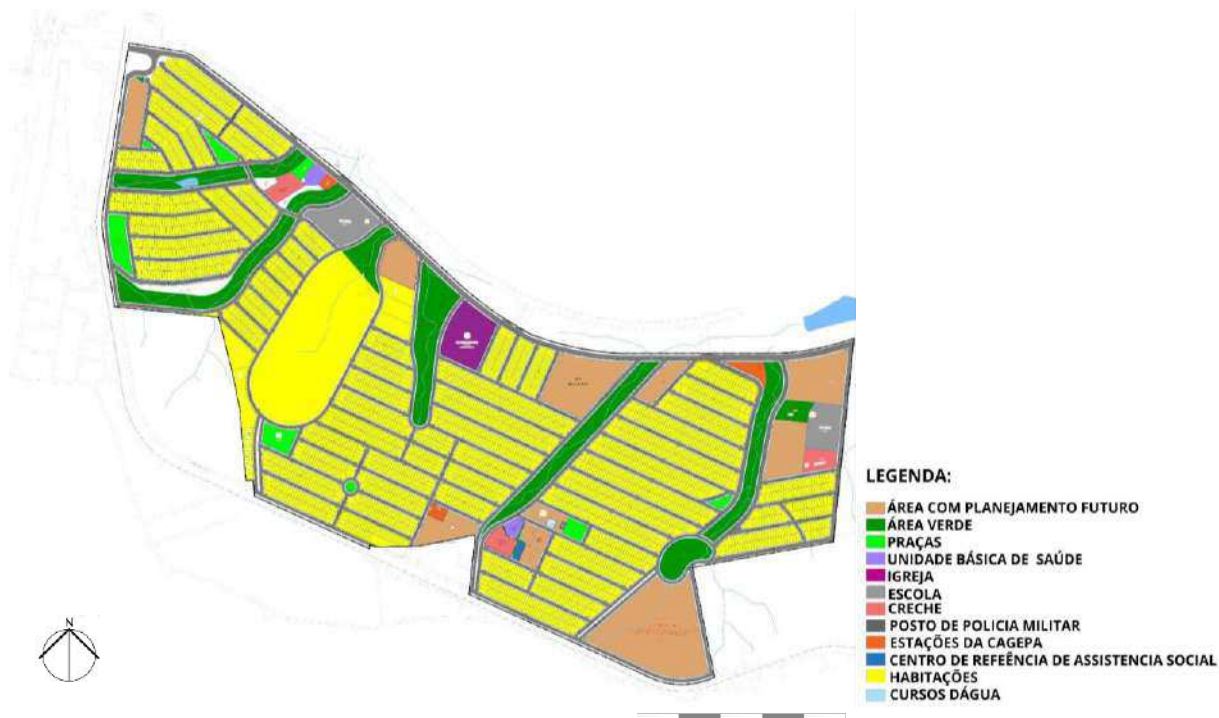 N
LEGENDA:
ÁREA COM PLANEJAMENTO FUTURO
ÁREA VERDE
PRAÇAS
UNIDADE BÁSICA DE SAÚDE
IGREJA
ESCOLA
CRECHE
POSTO DE POLICIA MILITAR
ESTAÇÕES DA CAGEPA
CENTRO DE REFEÊNCIA DE ASSISTENCIA SOCIAL
HABITAÇÕES
CURSOS DÁGUA